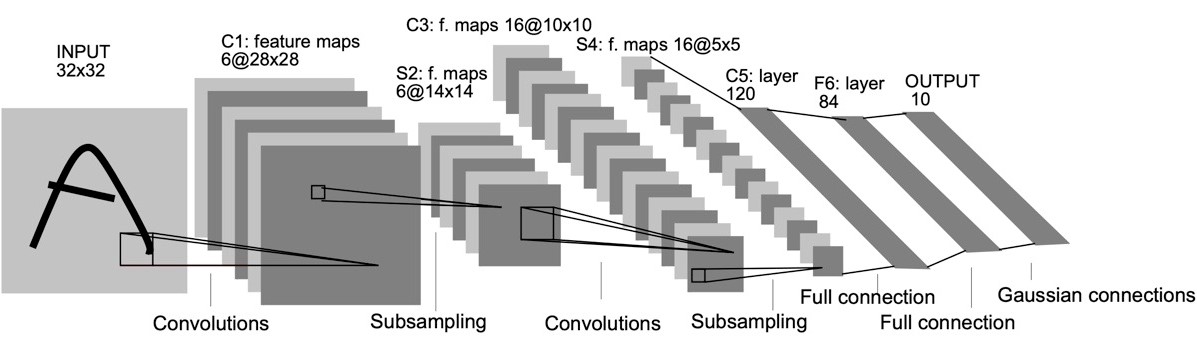 INPUT
32x32
C1: feature maps
6@28x28
S2: f. maps
6@14x14
C3: f. maps 16@10x10
S4: f. maps 16@5x5
C5: layer
120
F6: layer
84
OUTPUT
10
Convolutions
Subsampling
Convolutions
Subsampling
Full connection
Full connection
Gaussian connections
A